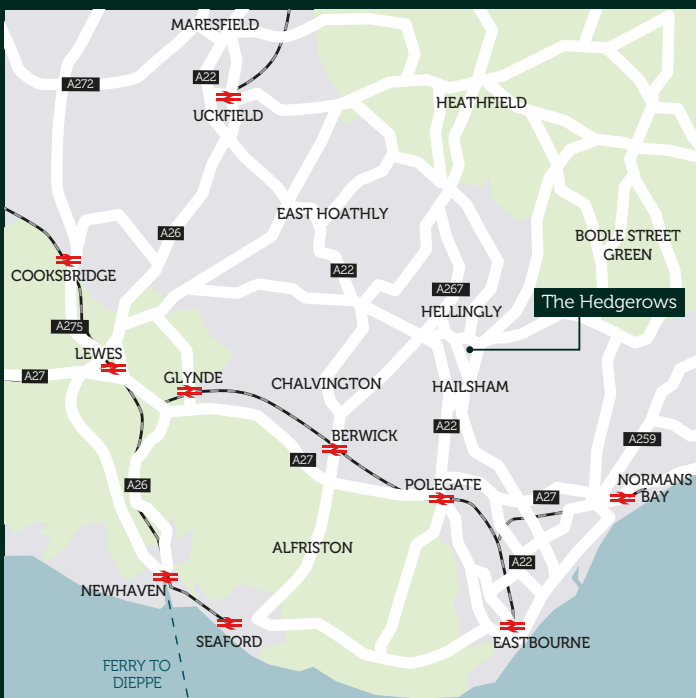 MARESFIELD
A272
A22
UCKFIELD
HEATHFIELD
EAST HOATHLY
A26
BODLE STREET
GREEN
COOKSBRIDGE
A22
A267
The Hedgerows
HELLINGLY
A275
LEWES
A27
GLYNDE
CHALVINGTON
HAILSHAM
A22
BERWICK
A259
A27
A26
POLEGATE
A27
NORMANS
BAY
ALFRISTON
A22
NEWHAVEN
SEAFORD
EASTBOURNE
FERRY TO
DIEPPE